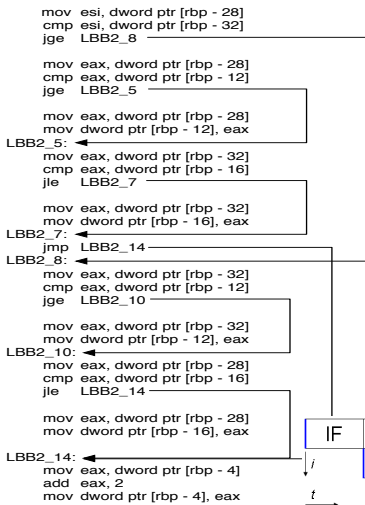 mov esi, dword ptr [rbp - 28]
cmp esi, dword ptr [rbp - 32]
jge LBB2_8
mov eax, dword ptr [rbp - 28]
cmp eax, dword ptr [rbp - 12]
jge LBB2_5
mov eax, dword ptr [rbp - 28]
mov dword ptr [rbp - 12], eax
LBB2_5:
mov eax, dword ptr [rbp - 32]
cmp eax, dword ptr [rbp - 16]
jle LBB2_7
mov eax, dword ptr [rbp - 32]
mov dword ptr [rbp - 16], eax
LBB2_7:
jmp LBB2_14
LBB2_8:
mov eax, dword ptr [rbp - 32]
cmp eax, dword ptr [rbp - 12]
jge LBB2_10
mov eax, dword ptr [rbp - 32]
mov dword ptr [rbp - 12], eax
LBB2_10:
mov eax, dword ptr [rbp - 28]
cmp eax, dword ptr [rbp - 16]
jle LBB2_14
mov eax, dword ptr [rbp - 28]
mov dword ptr [rbp - 16], eax
IF
LBB2_14:
i
mov eax, dword ptr [rbp - 4]
add eax, 2
mov dword ptr [rbp - 4], eax
t